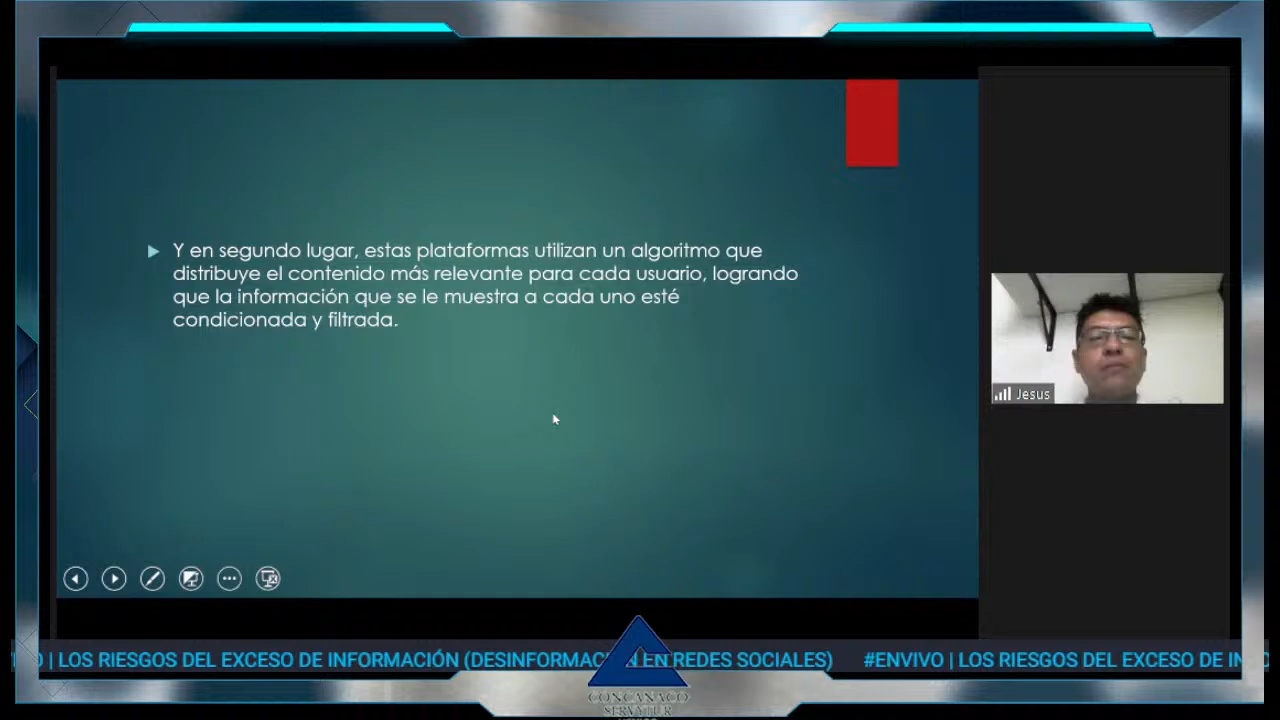 Y en segundo lugar, estas plataformas utilizan un algoritmo que
distribuye el contenido más relevante para cada usuario, logrando
que la información que se le muestra a cada uno esté
condicionada y filtrada.
Jesus
O | LOS RIESGOS DEL EXCESO DE INFORMACIÓN (DESINFORMACIÓN EN REDES SOCIALES) #ENVIVO | LOS RIESGOS DEL EXCESO DE
CONCANACO
SERVYTUR